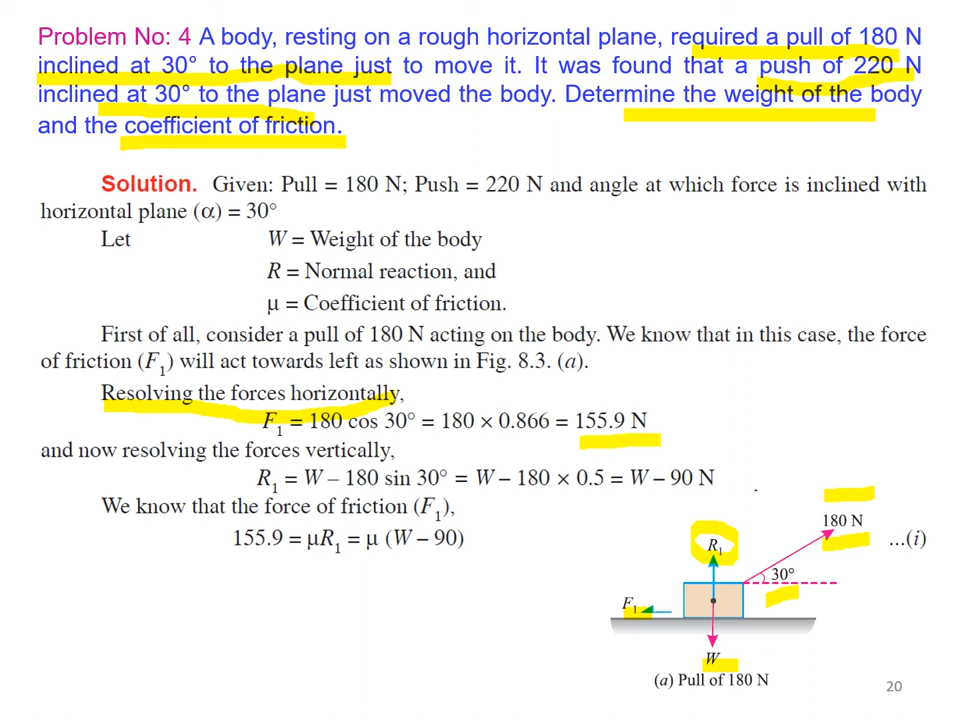 Problem No: 4 A body, resting on a rough horizontal plane, required a pull of 180 N
inclined at 30° to the plane just to move it. It was found that a push of 220 N
inclined at 30° to the plane just moved the body. Determine the weight of the body
and the coefficient of friction.
Solution. Given: Pull = 180 N; Push = 220 N and angle at which force is inclined with
horizontal plane (α) = 30°
Let W = Weight of the body
R = Normal reaction, and
μ = Coefficient of friction.
First of all, consider a pull of 180 N acting on the body. We know that in this case, the force
of friction (F₁) will act towards left as shown in Fig. 8.3. (a).
Resolving the forces horizontally,
F₁ = 180 cos 30° = 180 × 0.866 = 155.9 N
and now resolving the forces vertically,
R₁ = W – 180 sin 30° = W – 180 × 0.5 = W – 90 N
We know that the force of friction (F₁),
155.9 = μR₁ = μ (W – 90) ...(i)
180 N
R₁
30°
F₁
W
(a) Pull of 180 N
20